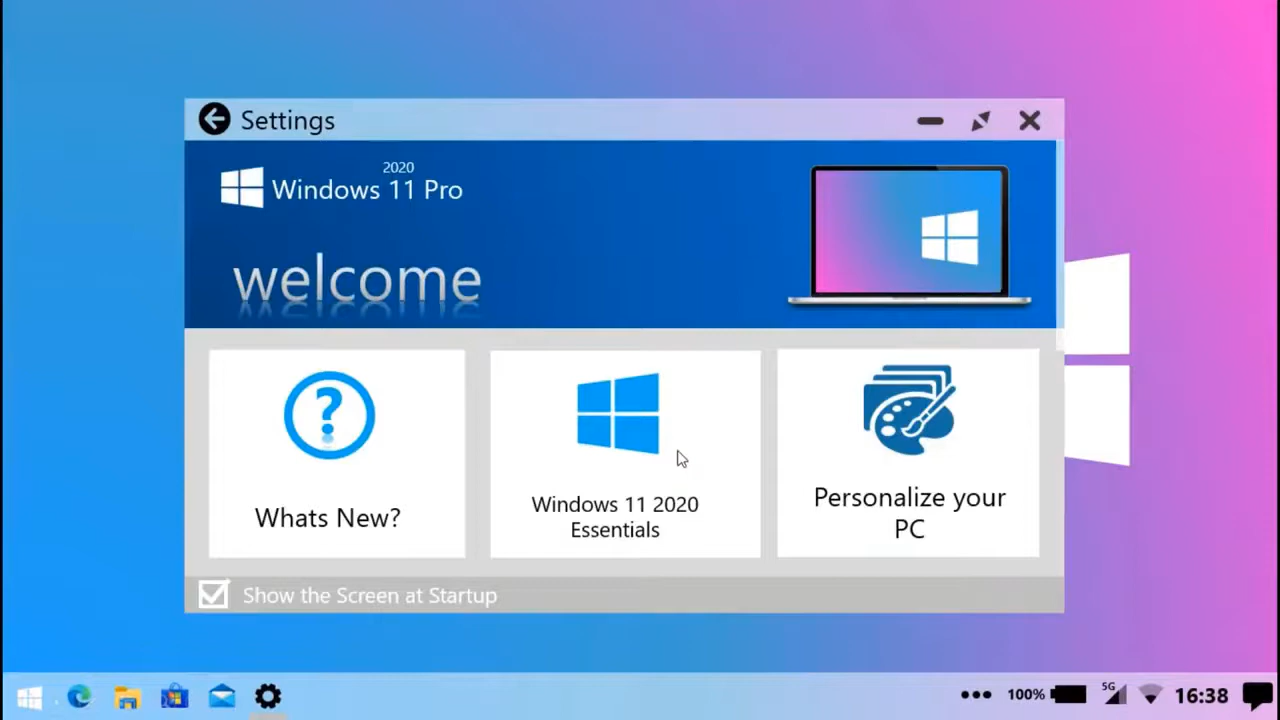 Settings
2020
Windows 11 Pro
welcome
?
Whats New?
Windows 11 2020
Essentials
Personalize your
PC
Show the Screen at Startup
100%
5G
16:38